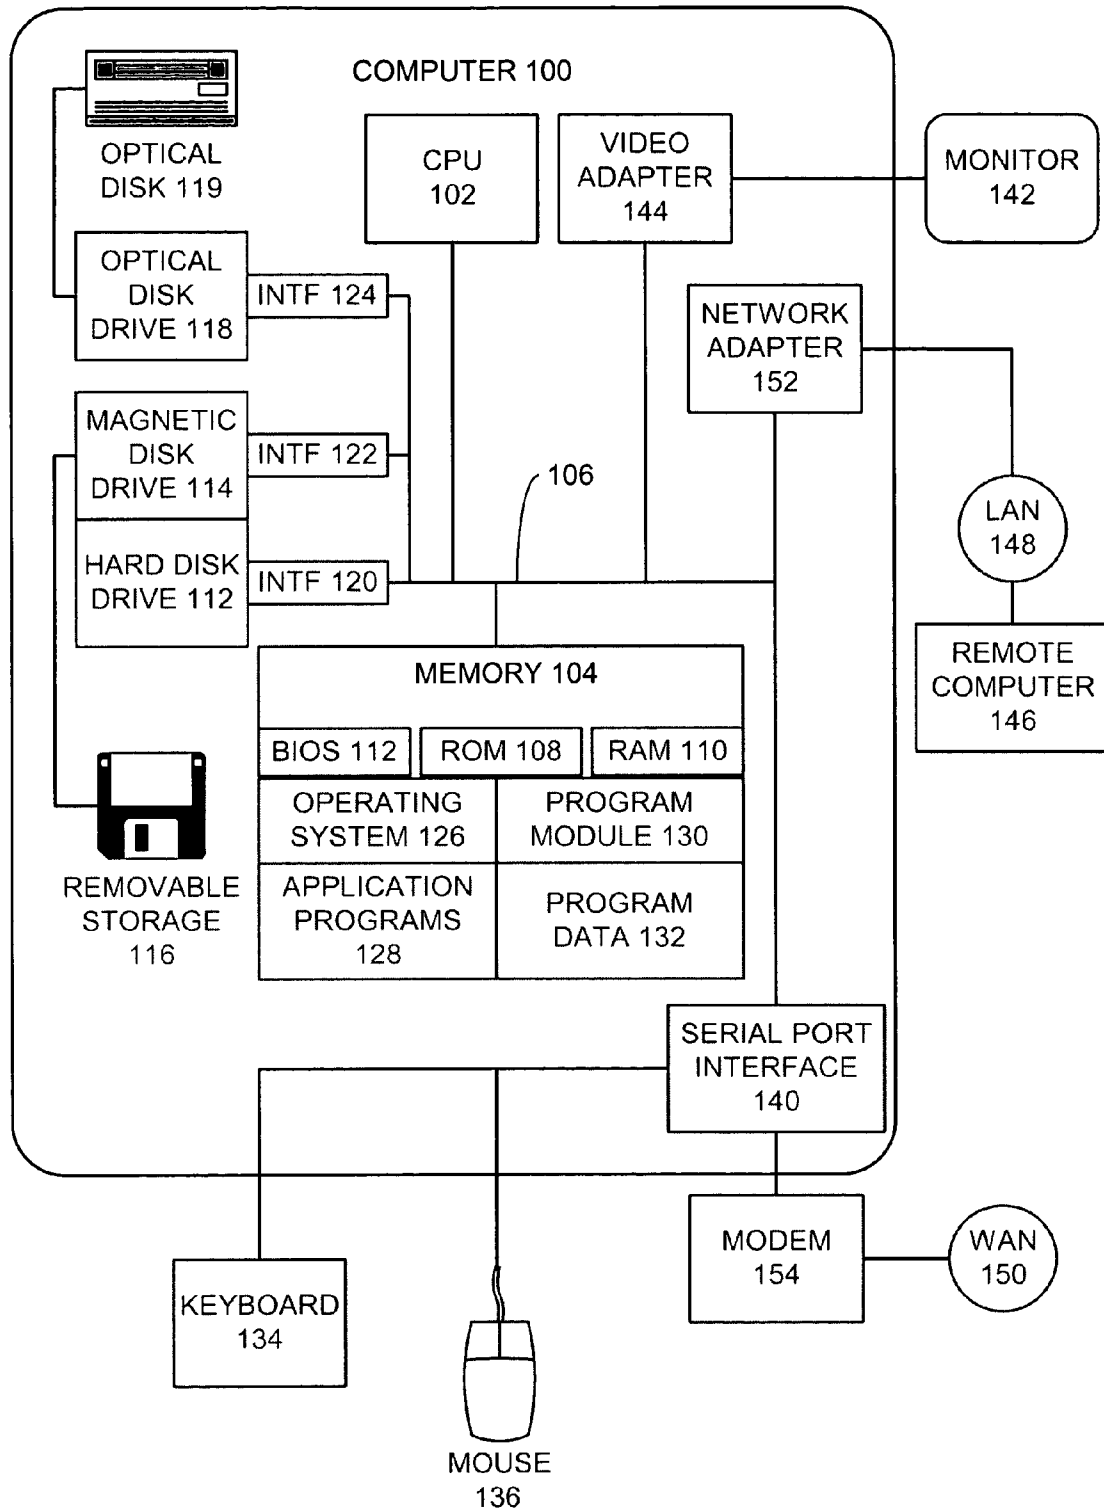 COMPUTER 100
OPTICAL
DISK 119
CPU
102
VIDEO
ADAPTER
144
MONITOR
142
OPTICAL
DISK
DRIVE 118
INTF 124
NETWORK
ADAPTER
152
MAGNETIC
DISK
DRIVE 114
INTF 122
106
LAN
148
HARD DISK
DRIVE 112
INTF 120
REMOTE
COMPUTER
146
MEMORY 104
BIOS 112
ROM 108
RAM 110
OPERATING
SYSTEM 126
PROGRAM
MODULE 130
APPLICATION
PROGRAMS
128
PROGRAM
DATA 132
REMOVABLE
STORAGE
116
SERIAL PORT
INTERFACE
140
MODEM
154
WAN
150
KEYBOARD
134
MOUSE
136